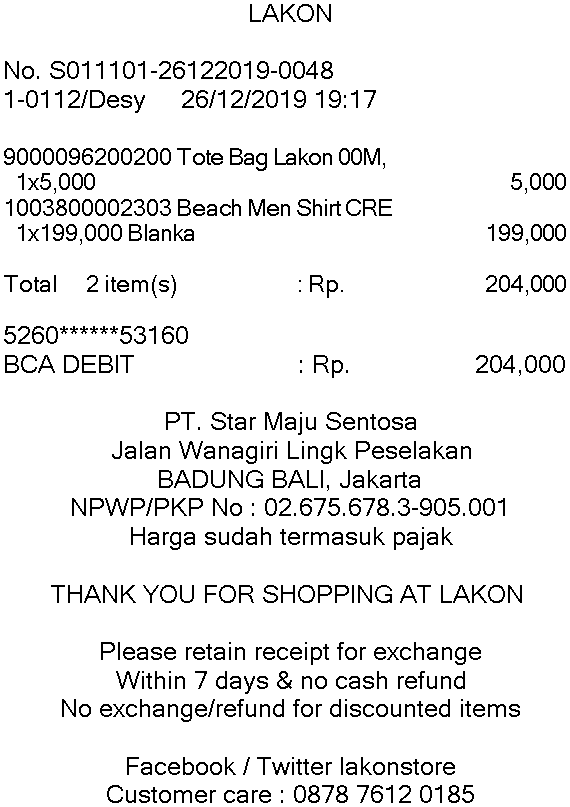 LAKON
No. S011101-26122019-0048
1-0112/Desy 26/12/2019 19:17
9000096200200 Tote Bag Lakon 00M,
1x5,000 5,000
1003800002303 Beach Men Shirt CRE
1x199,000 Blanka 199,000
Total 2 item(s) : Rp. 204,000
5260******53160
BCA DEBIT : Rp. 204,000
PT. Star Maju Sentosa
Jalan Wanagiri Lingk Peselakan
BADUNG BALI, Jakarta
NPWP/PKP No : 02.675.678.3-905.001
Harga sudah termasuk pajak
THANK YOU FOR SHOPPING AT LAKON
Please retain receipt for exchange
Within 7 days & no cash refund
No exchange/refund for discounted items
Facebook / Twitter lakonstore
Customer care : 0878 7612 0185